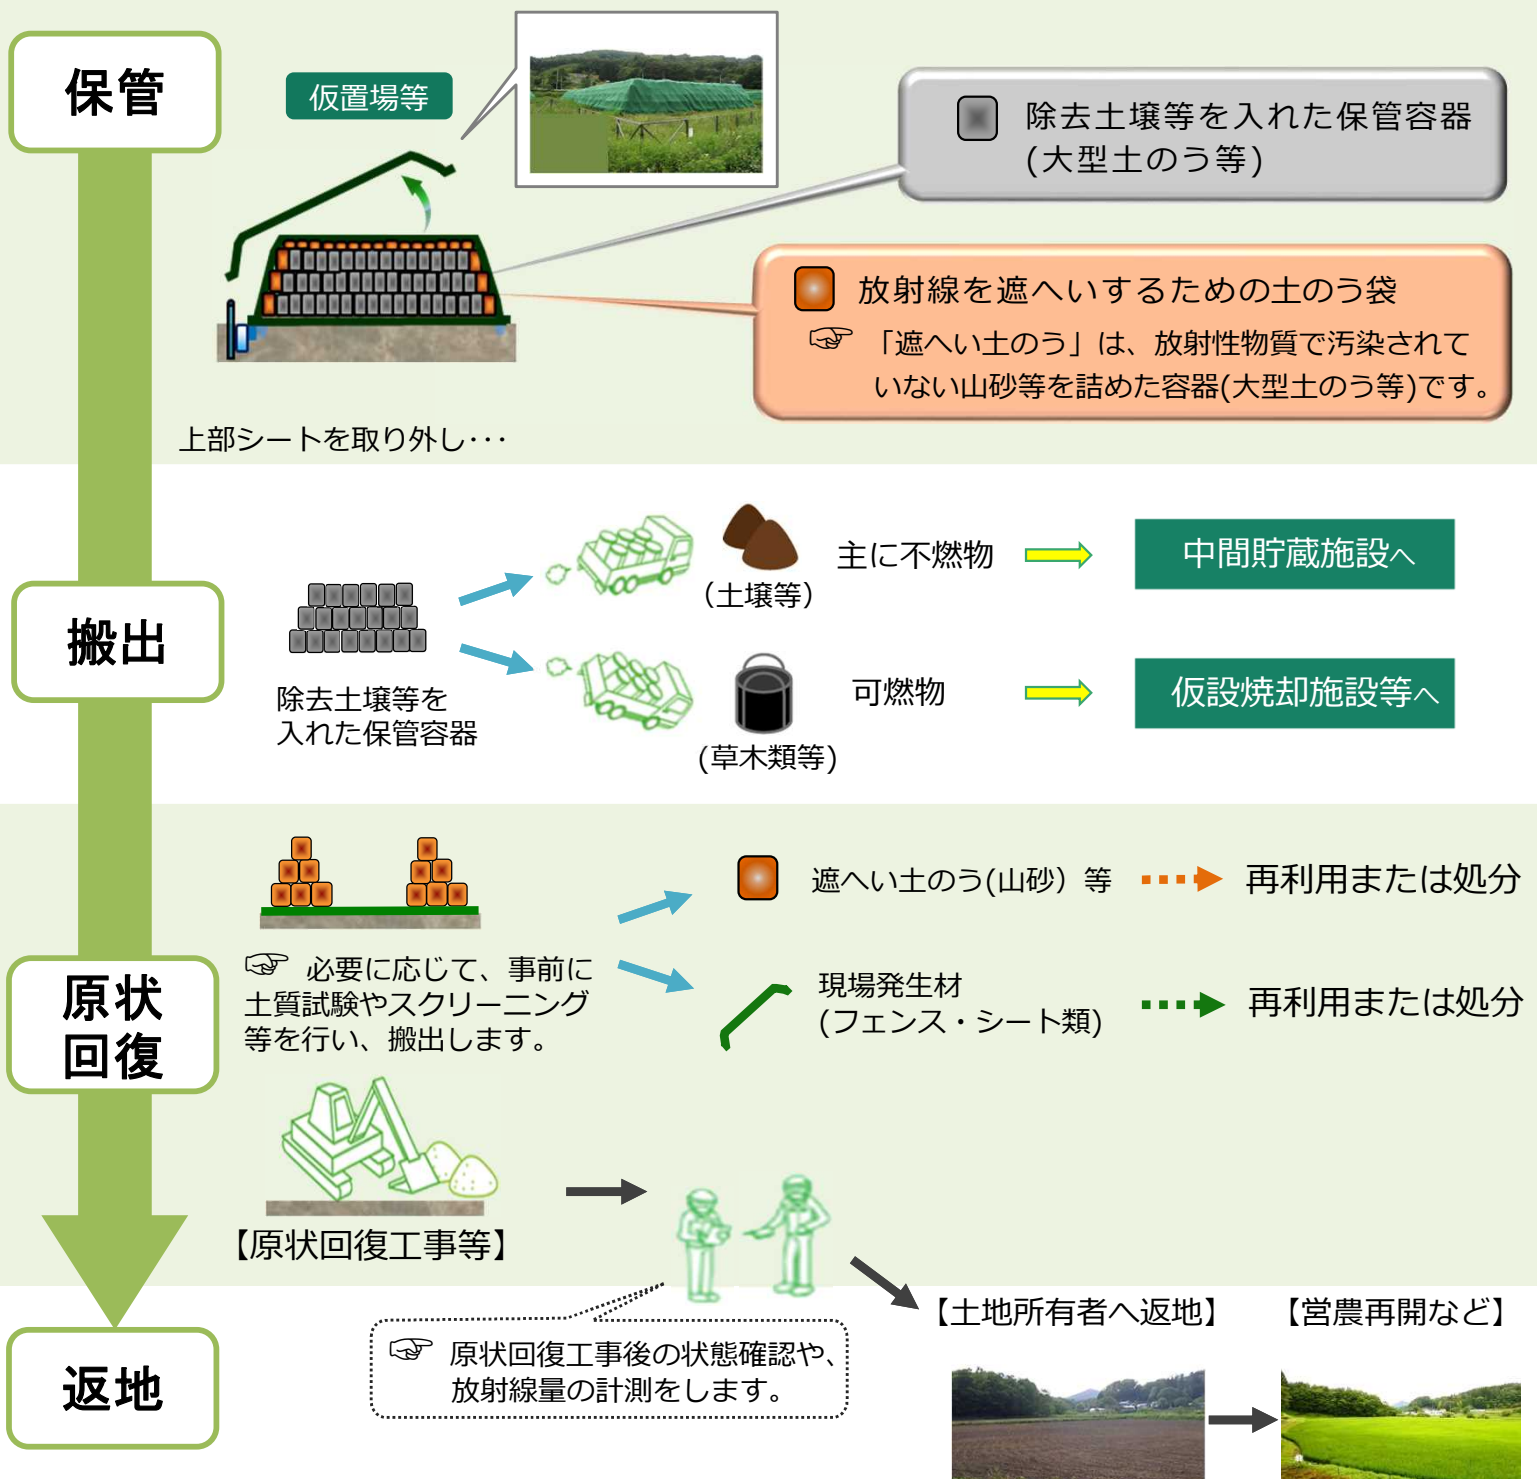 保管
仮置場等
除去土壌等を入れた保管容器
(大型土のう等)
放射線を遮へいするための土のう袋
☞ 「遮へい土のう」は、放射性物質で汚染されて
いない山砂等を詰めた容器(大型土のう等)です。
上部シートを取り外し･･･
搬出
除去土壌等を
入れた保管容器
(土壌等)
主に不燃物
中間貯蔵施設へ
(草木類等)
可燃物
仮設焼却施設等へ
原状
回復
☞ 必要に応じて、事前に
土質試験やスクリーニング
等を行い、搬出します。
遮へい土のう(山砂）等
再利用または処分
現場発生材
(フェンス・シート類)
再利用または処分
【原状回復工事等】
☞ 原状回復工事後の状態確認や、
放射線量の計測をします。
返地
【土地所有者へ返地】
【営農再開など】